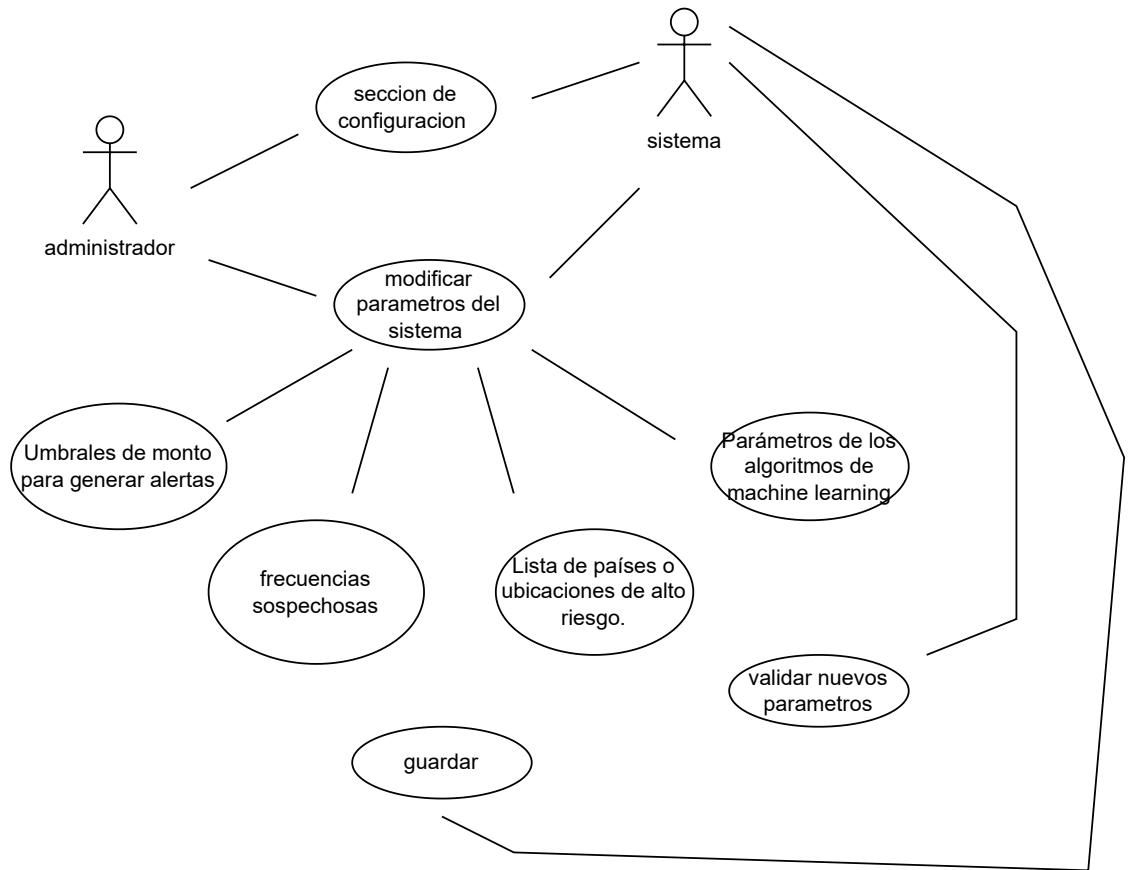 sistema
seccion de
configuracion
administrador
modificar
parametros del
sistema
Umbrales de monto
para generar alertas
Parámetros de los
algoritmos de
machine learning
frecuencias
sospechosas
Lista de países o
ubicaciones de alto
riesgo.
validar nuevos
parametros
guardar